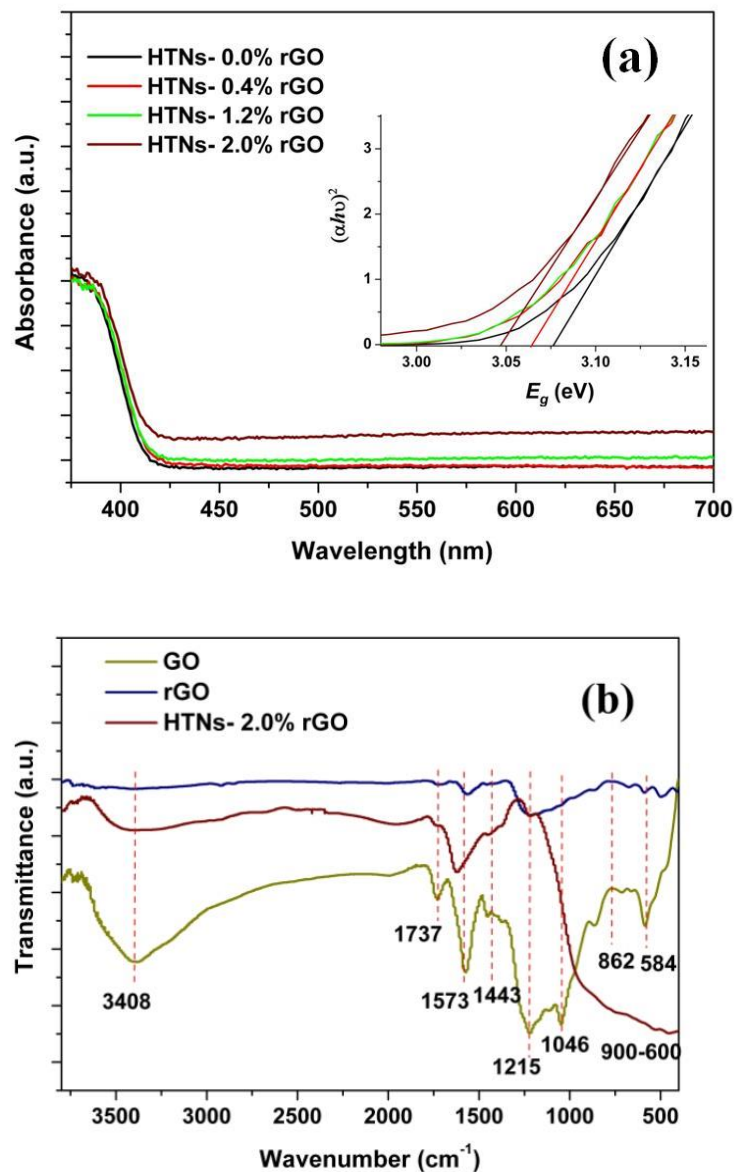 (a)
HTNs- 0.0% rGO
HTNs- 0.4% rGO
HTNs- 1.2% rGO
HTNs- 2.0% rGO
Absorbance (a.u.)
(αhυ)²
3
2
1
0
3.00 3.05 3.10 3.15
E_g (eV)
400 450 500 550 600 650 700
Wavelength (nm)
(b)
GO
rGO
HTNs- 2.0% rGO
Transmittance (a.u.)
3408
1737
1573
1443
1215
1046
862
584
900-600
3500 3000 2500 2000 1500 1000 500
Wavenumber (cm⁻¹)